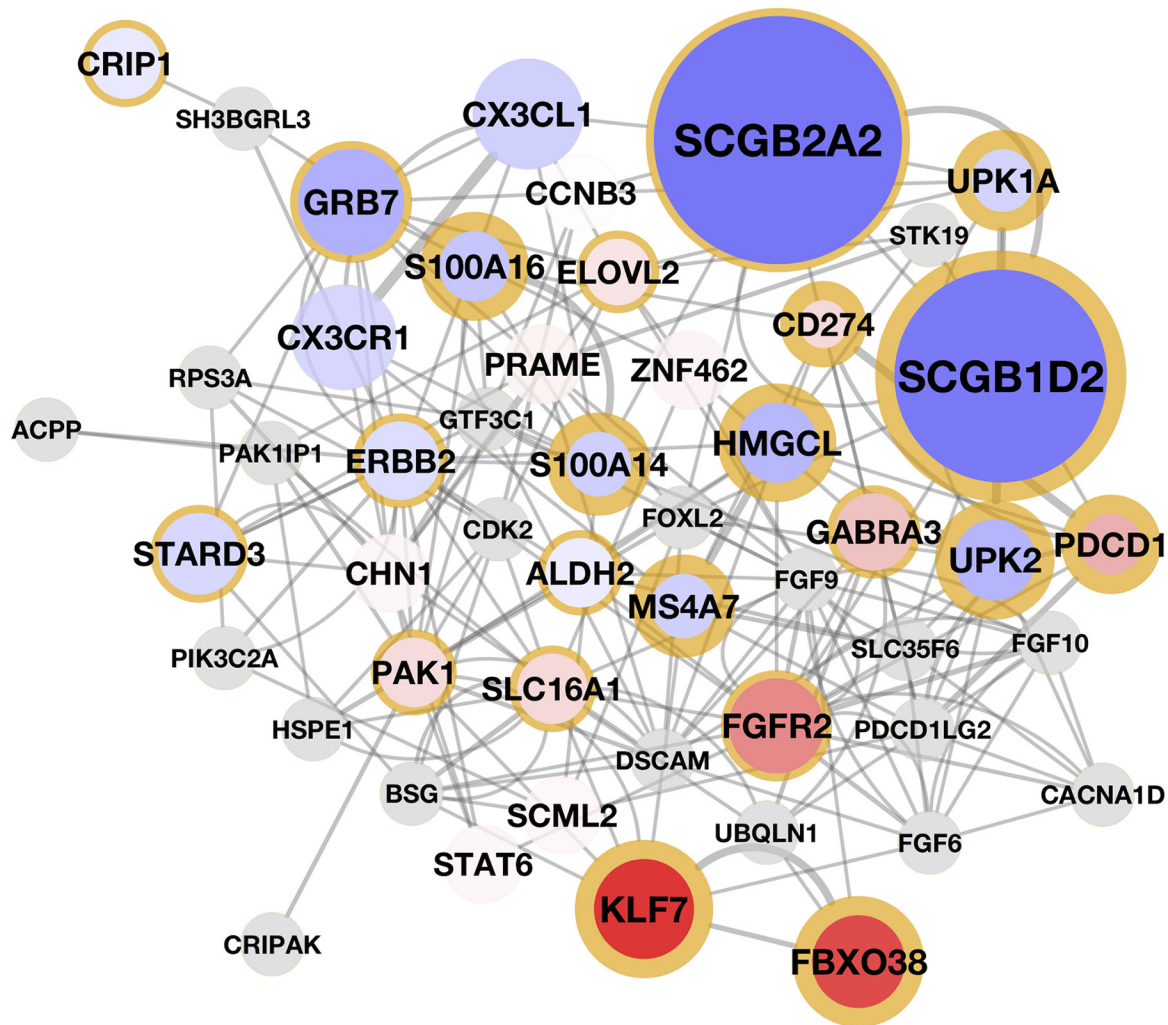 CRIP1
SH3BGRL3
CX3CL1
SCGB2A2
CCNB3
UPK1A
GRB7
STK19
S100A16
ELOVL2
CX3CR1
CD274
PRAME
ZNF462
SCGB1D2
RPS3A
GTF3C1
ACPP
PAK1IP1
ERBB2
S100A14
HMGCL
CDK2
FOXL2
GABRA3
STARD3
CHN1
ALDH2
FGF9
UPK2
PDCD1
MS4A7
PIK3C2A
PAK1
SLC16A1
SLC35F6
FGF10
HSPE1
FGFR2
PDCD1LG2
DSCAM
BSG
SCML2
UBQLN1
FGF6
CACNA1D
STAT6
KLF7
CRIPAK
FBXO38